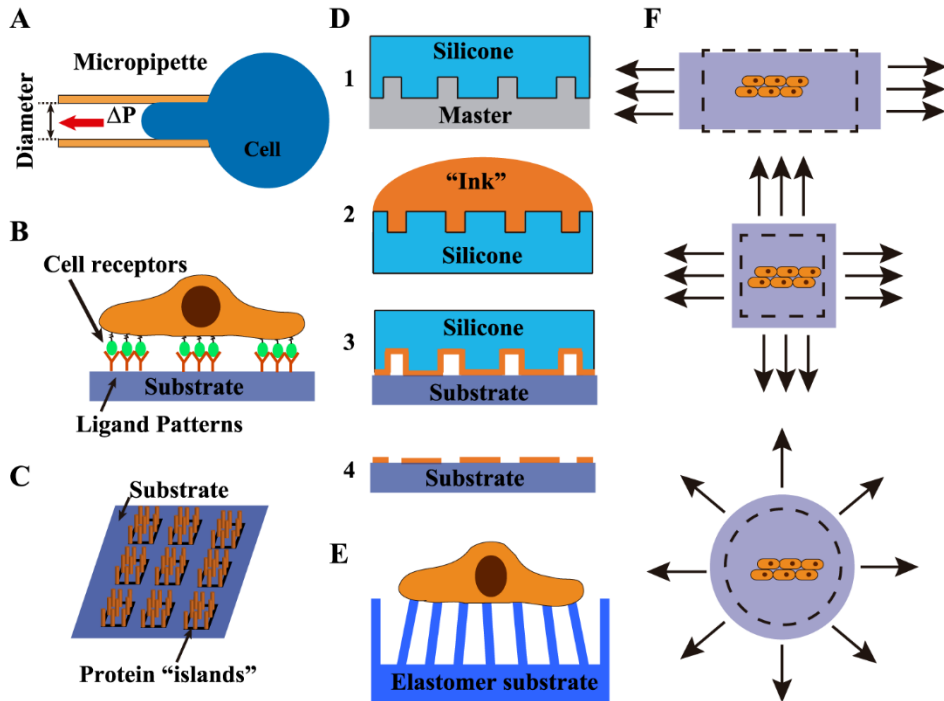 A
Micropipette
Diameter
ΔP
Cell
B
Cell receptors
Substrate
Ligand Patterns
C
Substrate
Protein “islands”
D
1
Silicone
Master
2
“Ink”
Silicone
3
Silicone
Substrate
4
Substrate
E
Elastomer substrate
F